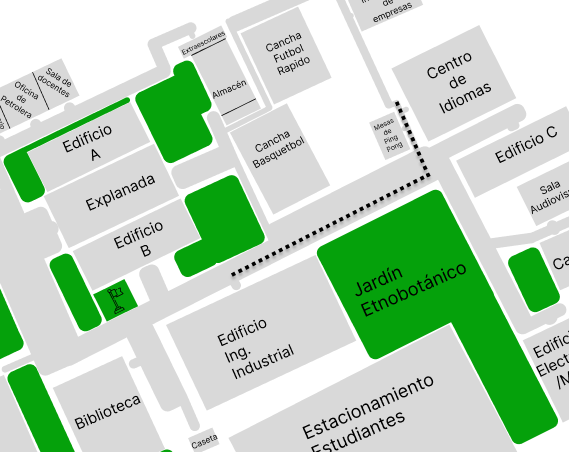 de
empresas
Extraescolares
Cancha
Futbol
Rapido
Sala de
docentes
Oficina
de
Petrolera
Almacén
Centro
de
Idiomas
Edificio
A
Mesas
de
Ping
Pong
Cancha
Basquetbol
Edificio C
Explanada
Sala
Edificio
B
Jardín
Etnobotánico
Edificio
Ing.
Industrial
Biblioteca
Estacionamiento
Estudiantes
Caseta